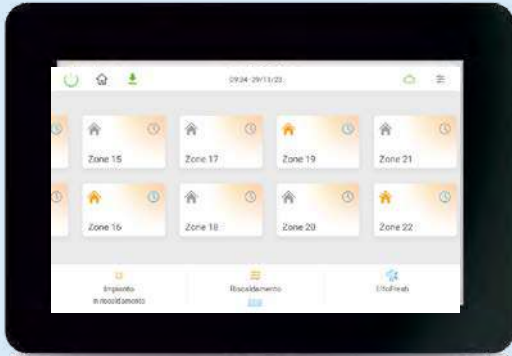 09:34-29/11/23
Zone 15
Zone 17
Zone 19
Zone 21
Zone 16
Zone 18
Zone 20
Zone 22
Impianto
in riscaldamento
Riscaldamento
ElfoFresh